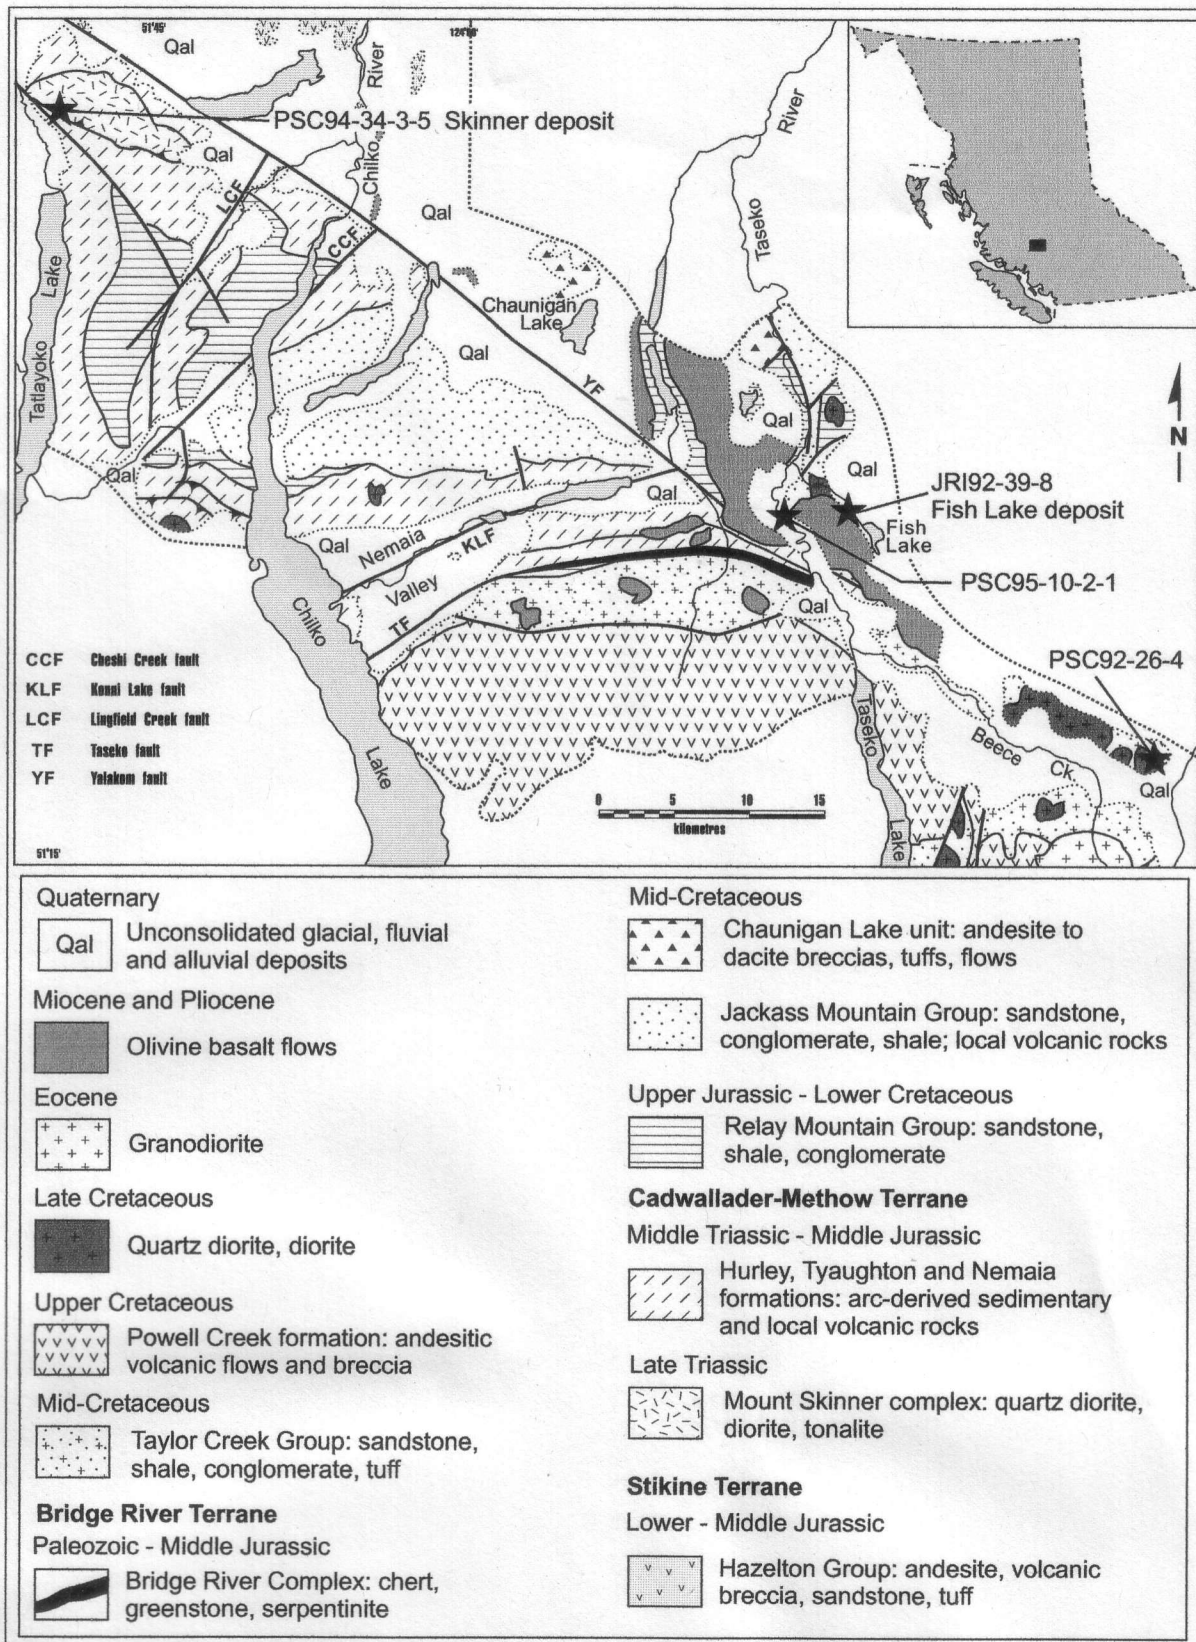 51°45'
124°00'
Qal
River
Chilko
PSC94-34-3-5 Skinner deposit
Qal
LCF
CCF
Qal
River
Taseko
Tatlayoko
Lake
Chaunigan
Lake
Qal
YF
Qal
Qal
Qal
N
JRI92-39-8
Fish Lake deposit
Fish
Lake
Qal
Qal
Nemaia
Valley
KLF
TF
PSC95-10-2-1
Qal
PSC92-26-4
Chilko
Lake
Taseko
Lake
Beece
Ck.
Qal
CCF Cheshi Creek fault
KLF Konni Lake fault
LCF Lingfield Creek fault
TF Taseko fault
YF Yalakom fault
0 5 10 15
kilometres
51°15'
Quaternary
Qal
Unconsolidated glacial, fluvial
and alluvial deposits
Miocene and Pliocene
Olivine basalt flows
Eocene
Granodiorite
Late Cretaceous
Quartz diorite, diorite
Upper Cretaceous
Powell Creek formation: andesitic
volcanic flows and breccia
Mid-Cretaceous
Taylor Creek Group: sandstone,
shale, conglomerate, tuff
Bridge River Terrane
Paleozoic - Middle Jurassic
Bridge River Complex: chert,
greenstone, serpentinite
Mid-Cretaceous
Chaunigan Lake unit: andesite to
dacite breccias, tuffs, flows
Jackass Mountain Group: sandstone,
conglomerate, shale; local volcanic rocks
Upper Jurassic - Lower Cretaceous
Relay Mountain Group: sandstone,
shale, conglomerate
Cadwallader-Methow Terrane
Middle Triassic - Middle Jurassic
Hurley, Tyaughton and Nemaia
formations: arc-derived sedimentary
and local volcanic rocks
Late Triassic
Mount Skinner complex: quartz diorite,
diorite, tonalite
Stikine Terrane
Lower - Middle Jurassic
Hazelton Group: andesite, volcanic
breccia, sandstone, tuff